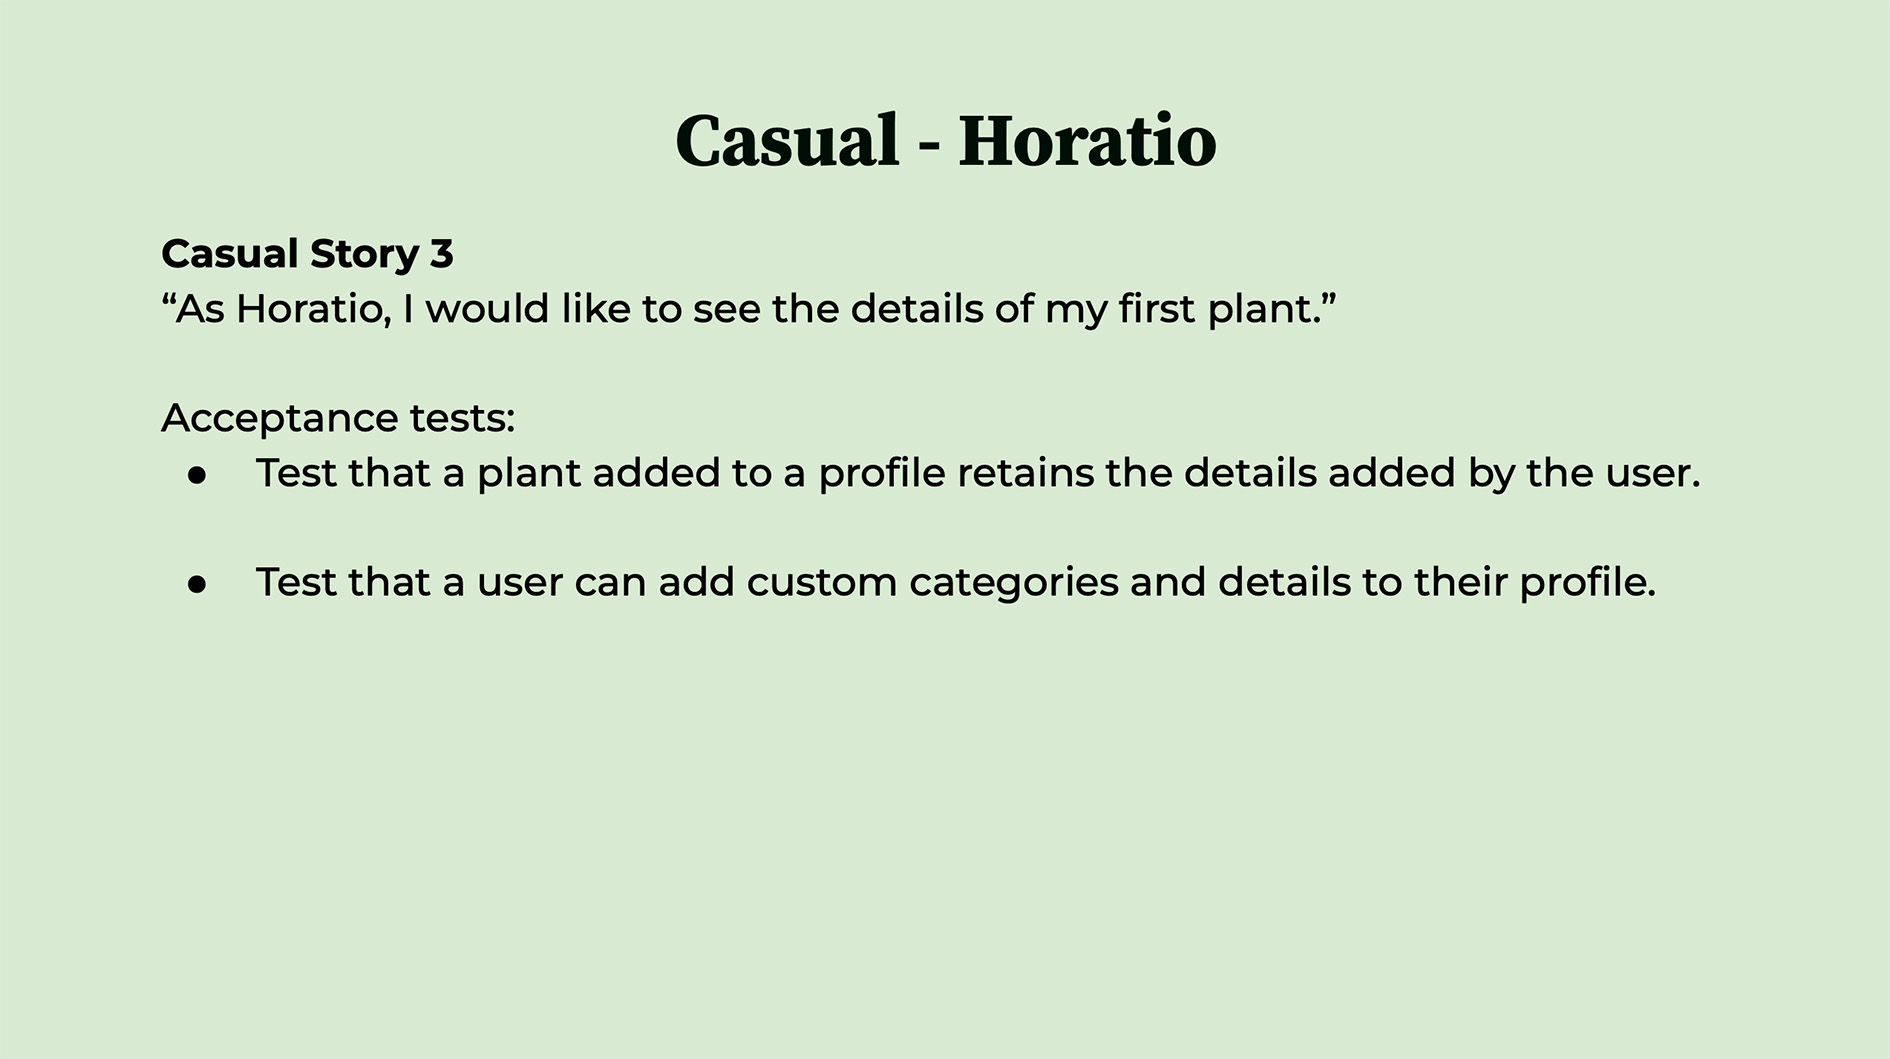 Casual - Horatio
Casual Story 3
“As Horatio, I would like to see the details of my first plant.”
Acceptance tests:
● Test that a plant added to a profile retains the details added by the user.
● Test that a user can add custom categories and details to their profile.